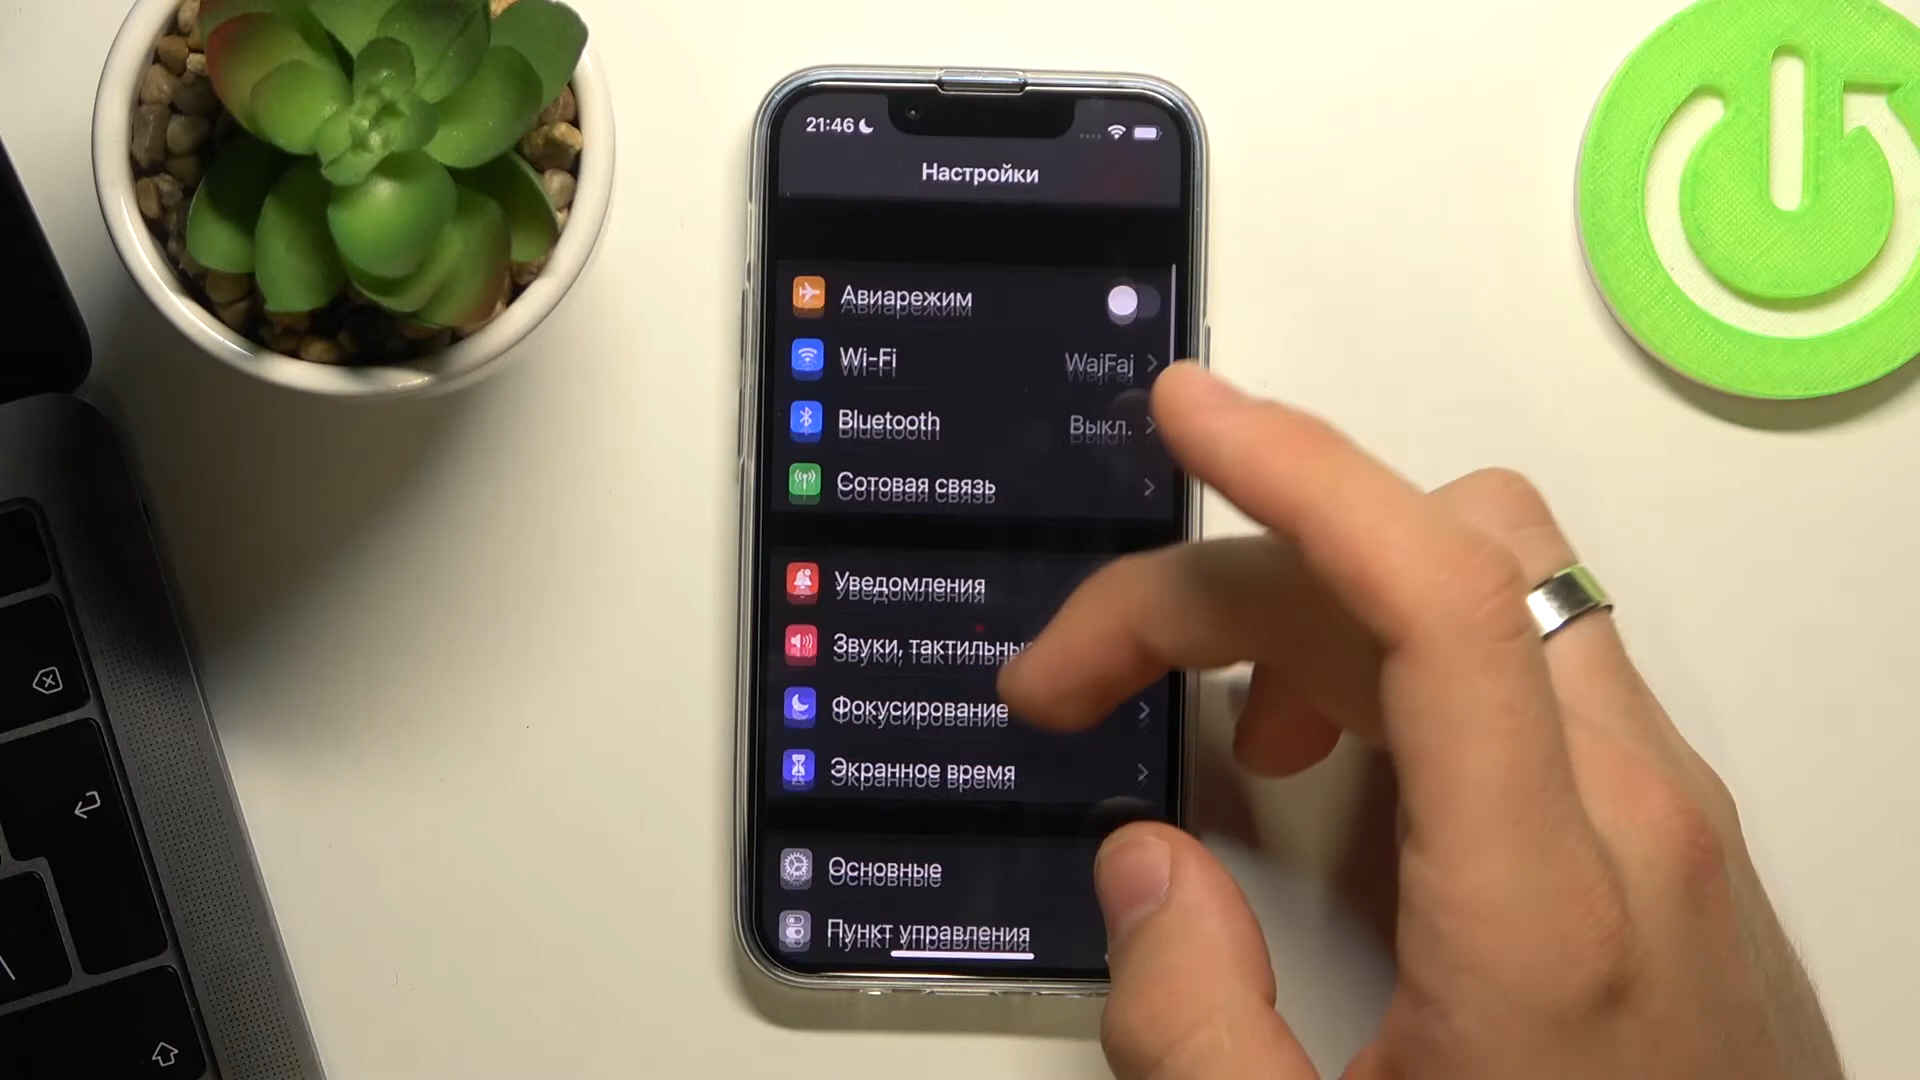 21:46
Настройки
Авиарежим
Wi-Fi
WajFaj
Bluetooth
Выкл.
Сотовая связь
Уведомления
Звуки, тактильны
Фокусирование
Экранное время
Основные
Пункт управления